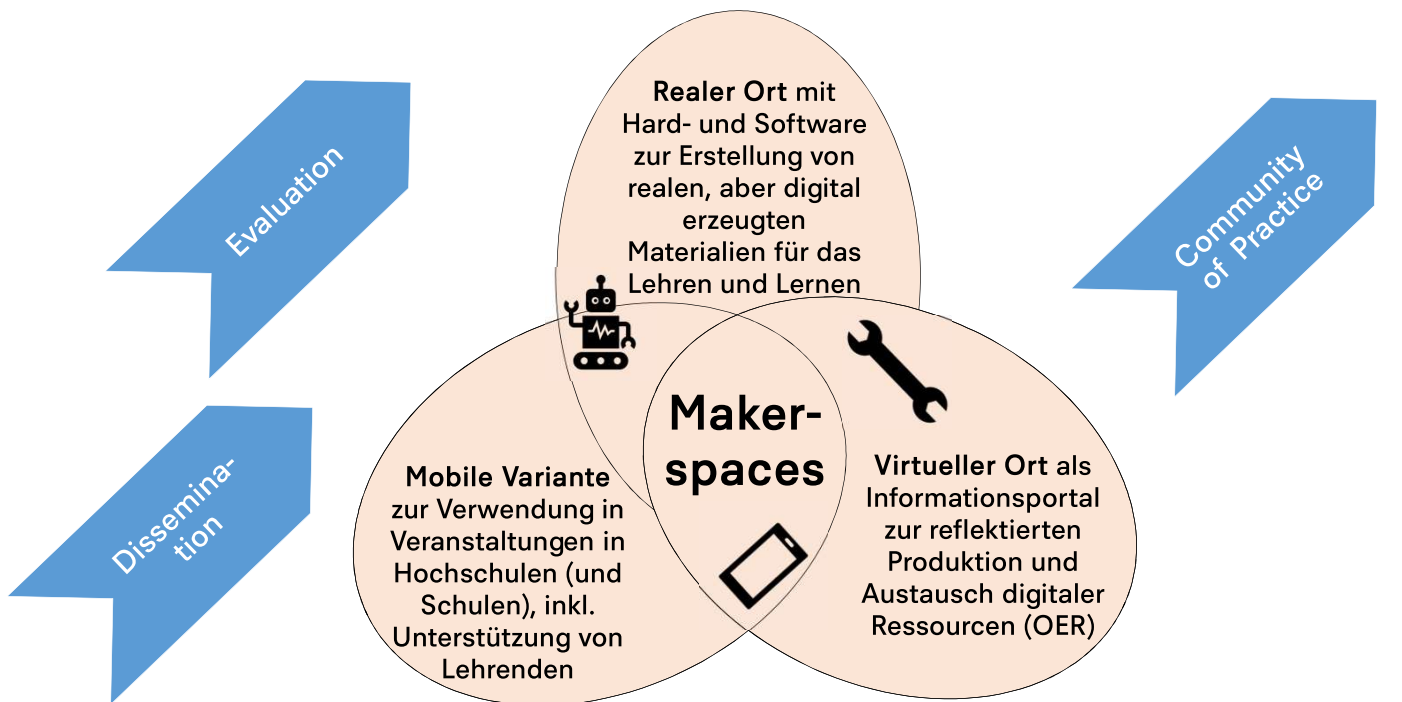 Realer Ort mit
Hard- und Software
zur Erstellung von
realen, aber digital
erzeugten
Materialien für das
Lehren und Lernen
Evaluation
Community
of Practice
Maker-
spaces
Dissemina-
tion
Mobile Variante
zur Verwendung in
Veranstaltungen in
Hochschulen (und
Schulen), inkl.
Unterstützung von
Lehrenden
Virtueller Ort als
Informationsportal
zur reflektierten
Produktion und
Austausch digitaler
Ressourcen (OER)